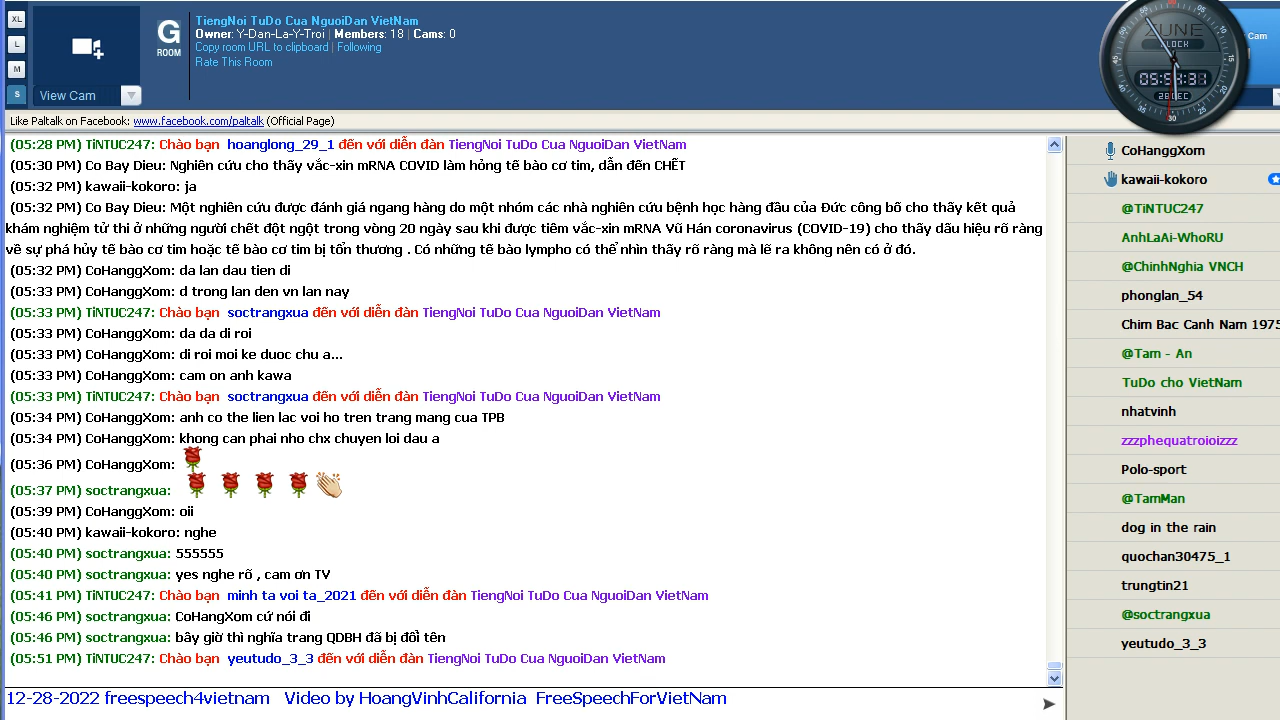 XL
L
M
S
View Cam
G
ROOM
TiengNoi TuDo Cua NguoiDan VietNam
Owner: Y-Dan-La-Y-Troi | Members: 18 | Cams: 0
Copy room URL to clipboard | Following
Rate This Room
XUNE
CLOCK
05:54:31
28DEC
Cam
Like Paltalk on Facebook: www.facebook.com/paltalk (Official Page)
(05:28 PM) TiNTUC247: Chào bạn hoanglong_29_1 đến với diễn đàn TiengNoi TuDo Cua NguoiDan VietNam
(05:30 PM) Co Bay Dieu: Nghiên cứu cho thấy vắc-xin mRNA COVID làm hỏng tế bào cơ tim, dẫn đến CHẾT
(05:32 PM) kawaii-kokoro: ja
(05:32 PM) Co Bay Dieu: Một nghiên cứu được đánh giá ngang hàng do một nhóm các nhà nghiên cứu bệnh học hàng đầu của Đức công bố cho thấy kết quả
khám nghiệm tử thi ở những người chết đột ngột trong vòng 20 ngày sau khi được tiêm vắc-xin mRNA Vũ Hán coronavirus (COVID-19) cho thấy dấu hiệu rõ ràng
về sự phá hủy tế bào cơ tim hoặc tế bào cơ tim bị tổn thương . Có những tế bào lympho có thể nhìn thấy rõ ràng mà lẽ ra không nên có ở đó.
(05:32 PM) CoHanggXom: da lan dau tien di
(05:33 PM) CoHanggXom: d trong lan den vn lan nay
(05:33 PM) TiNTUC247: Chào bạn soctrangxua đến với diễn đàn TiengNoi TuDo Cua NguoiDan VietNam
(05:33 PM) CoHanggXom: da da di roi
(05:33 PM) CoHanggXom: di roi moi ke duoc chu a...
(05:33 PM) CoHanggXom: cam on anh kawa
(05:33 PM) TiNTUC247: Chào bạn soctrangxua đến với diễn đàn TiengNoi TuDo Cua NguoiDan VietNam
(05:34 PM) CoHanggXom: anh co the lien lac voi ho tren trang mang cua TPB
(05:34 PM) CoHanggXom: khong can phai nho chx chuyen loi dau a
(05:36 PM) CoHanggXom:
(05:37 PM) soctrangxua:
(05:39 PM) CoHanggXom: oii
(05:40 PM) kawaii-kokoro: nghe
(05:40 PM) soctrangxua: 555555
(05:40 PM) soctrangxua: yes nghe rõ , cam ơn TV
(05:41 PM) TiNTUC247: Chào bạn minh ta voi ta_2021 đến với diễn đàn TiengNoi TuDo Cua NguoiDan VietNam
(05:46 PM) soctrangxua: CoHangXom cứ nói đi
(05:46 PM) soctrangxua: bây giờ thì nghĩa trang QDBH đã bị đổi tên
(05:51 PM) TiNTUC247: Chào bạn yeutudo_3_3 đến với diễn đàn TiengNoi TuDo Cua NguoiDan VietNam
12-28-2022 freespeech4vietnam Video by HoangVinhCalifornia FreeSpeechForVietNam
CoHanggXom
kawaii-kokoro
@TiNTUC247
AnhLaAi-WhoRU
@ChinhNghia VNCH
phonglan_54
Chim Bac Canh Nam 1975
@Tam - An
TuDo cho VietNam
nhatvinh
zzzphequatroioizzz
Polo-sport
@TamMan
dog in the rain
quochan30475_1
trungtin21
@soctrangxua
yeutudo_3_3